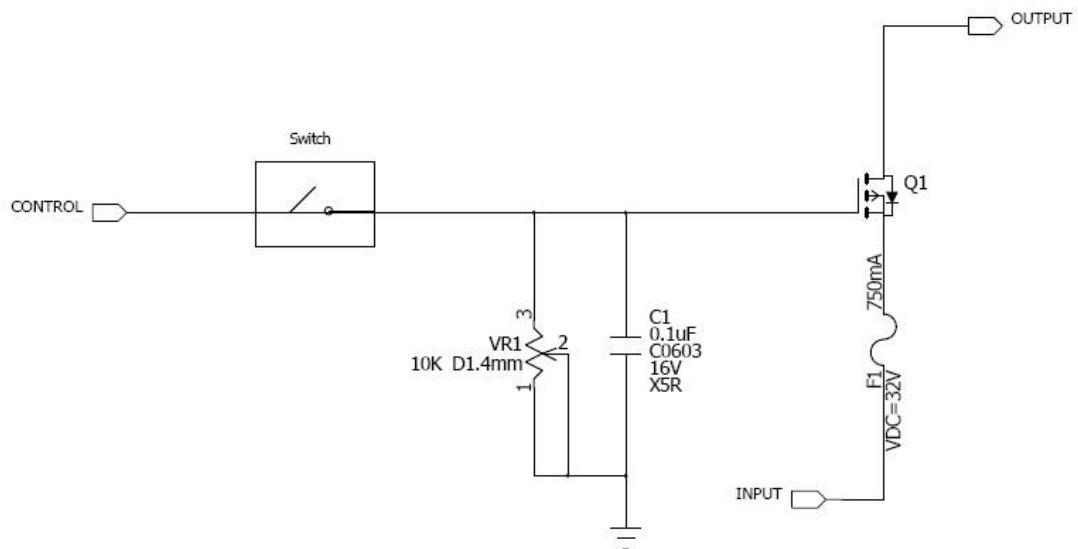 OUTPUT
Switch
CONTROL
Q1
750mA
3
VR1
2
10K D1.4mm
1
C1
0.1uF
C0603
16V
X5R
F1
VDC=32V
INPUT